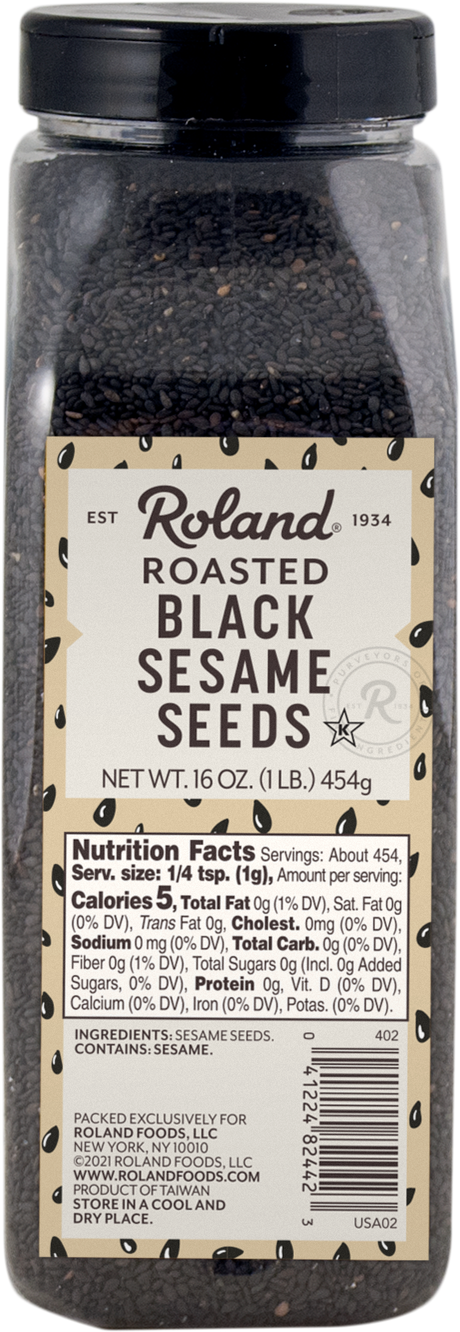 EST Roland® 1934
ROASTED
BLACK
SESAME
SEEDS
K
PURVEYORS OF
EST R 1934
INGREDIENTS
NET WT. 16 OZ. (1 LB.) 454g
Nutrition Facts Servings: About 454,
Serv. size: 1/4 tsp. (1g), Amount per serving:
Calories 5, Total Fat 0g (1% DV), Sat. Fat 0g
(0% DV), Trans Fat 0g, Cholest. 0mg (0% DV),
Sodium 0 mg (0% DV), Total Carb. 0g (0% DV),
Fiber 0g (1% DV), Total Sugars 0g (Incl. 0g Added
Sugars, 0% DV), Protein 0g, Vit. D (0% DV),
Calcium (0% DV), Iron (0% DV), Potas. (0% DV).
INGREDIENTS: SESAME SEEDS.
CONTAINS: SESAME.
PACKED EXCLUSIVELY FOR
ROLAND FOODS, LLC
NEW YORK, NY 10010
©2021 ROLAND FOODS, LLC
WWW.ROLANDFOODS.COM
PRODUCT OF TAIWAN
STORE IN A COOL AND
DRY PLACE.
402
0 41224 82442 3
USA02